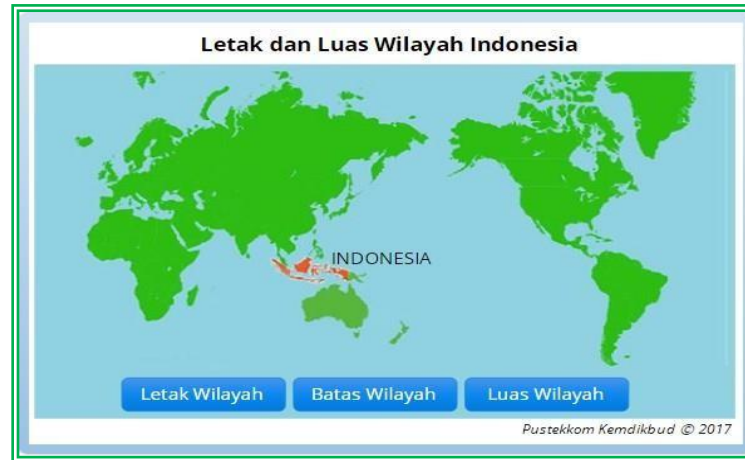 Letak dan Luas Wilayah Indonesia
INDONESIA
Letak Wilayah Batas Wilayah Luas Wilayah
Pustekkom Kemdikbud © 2017